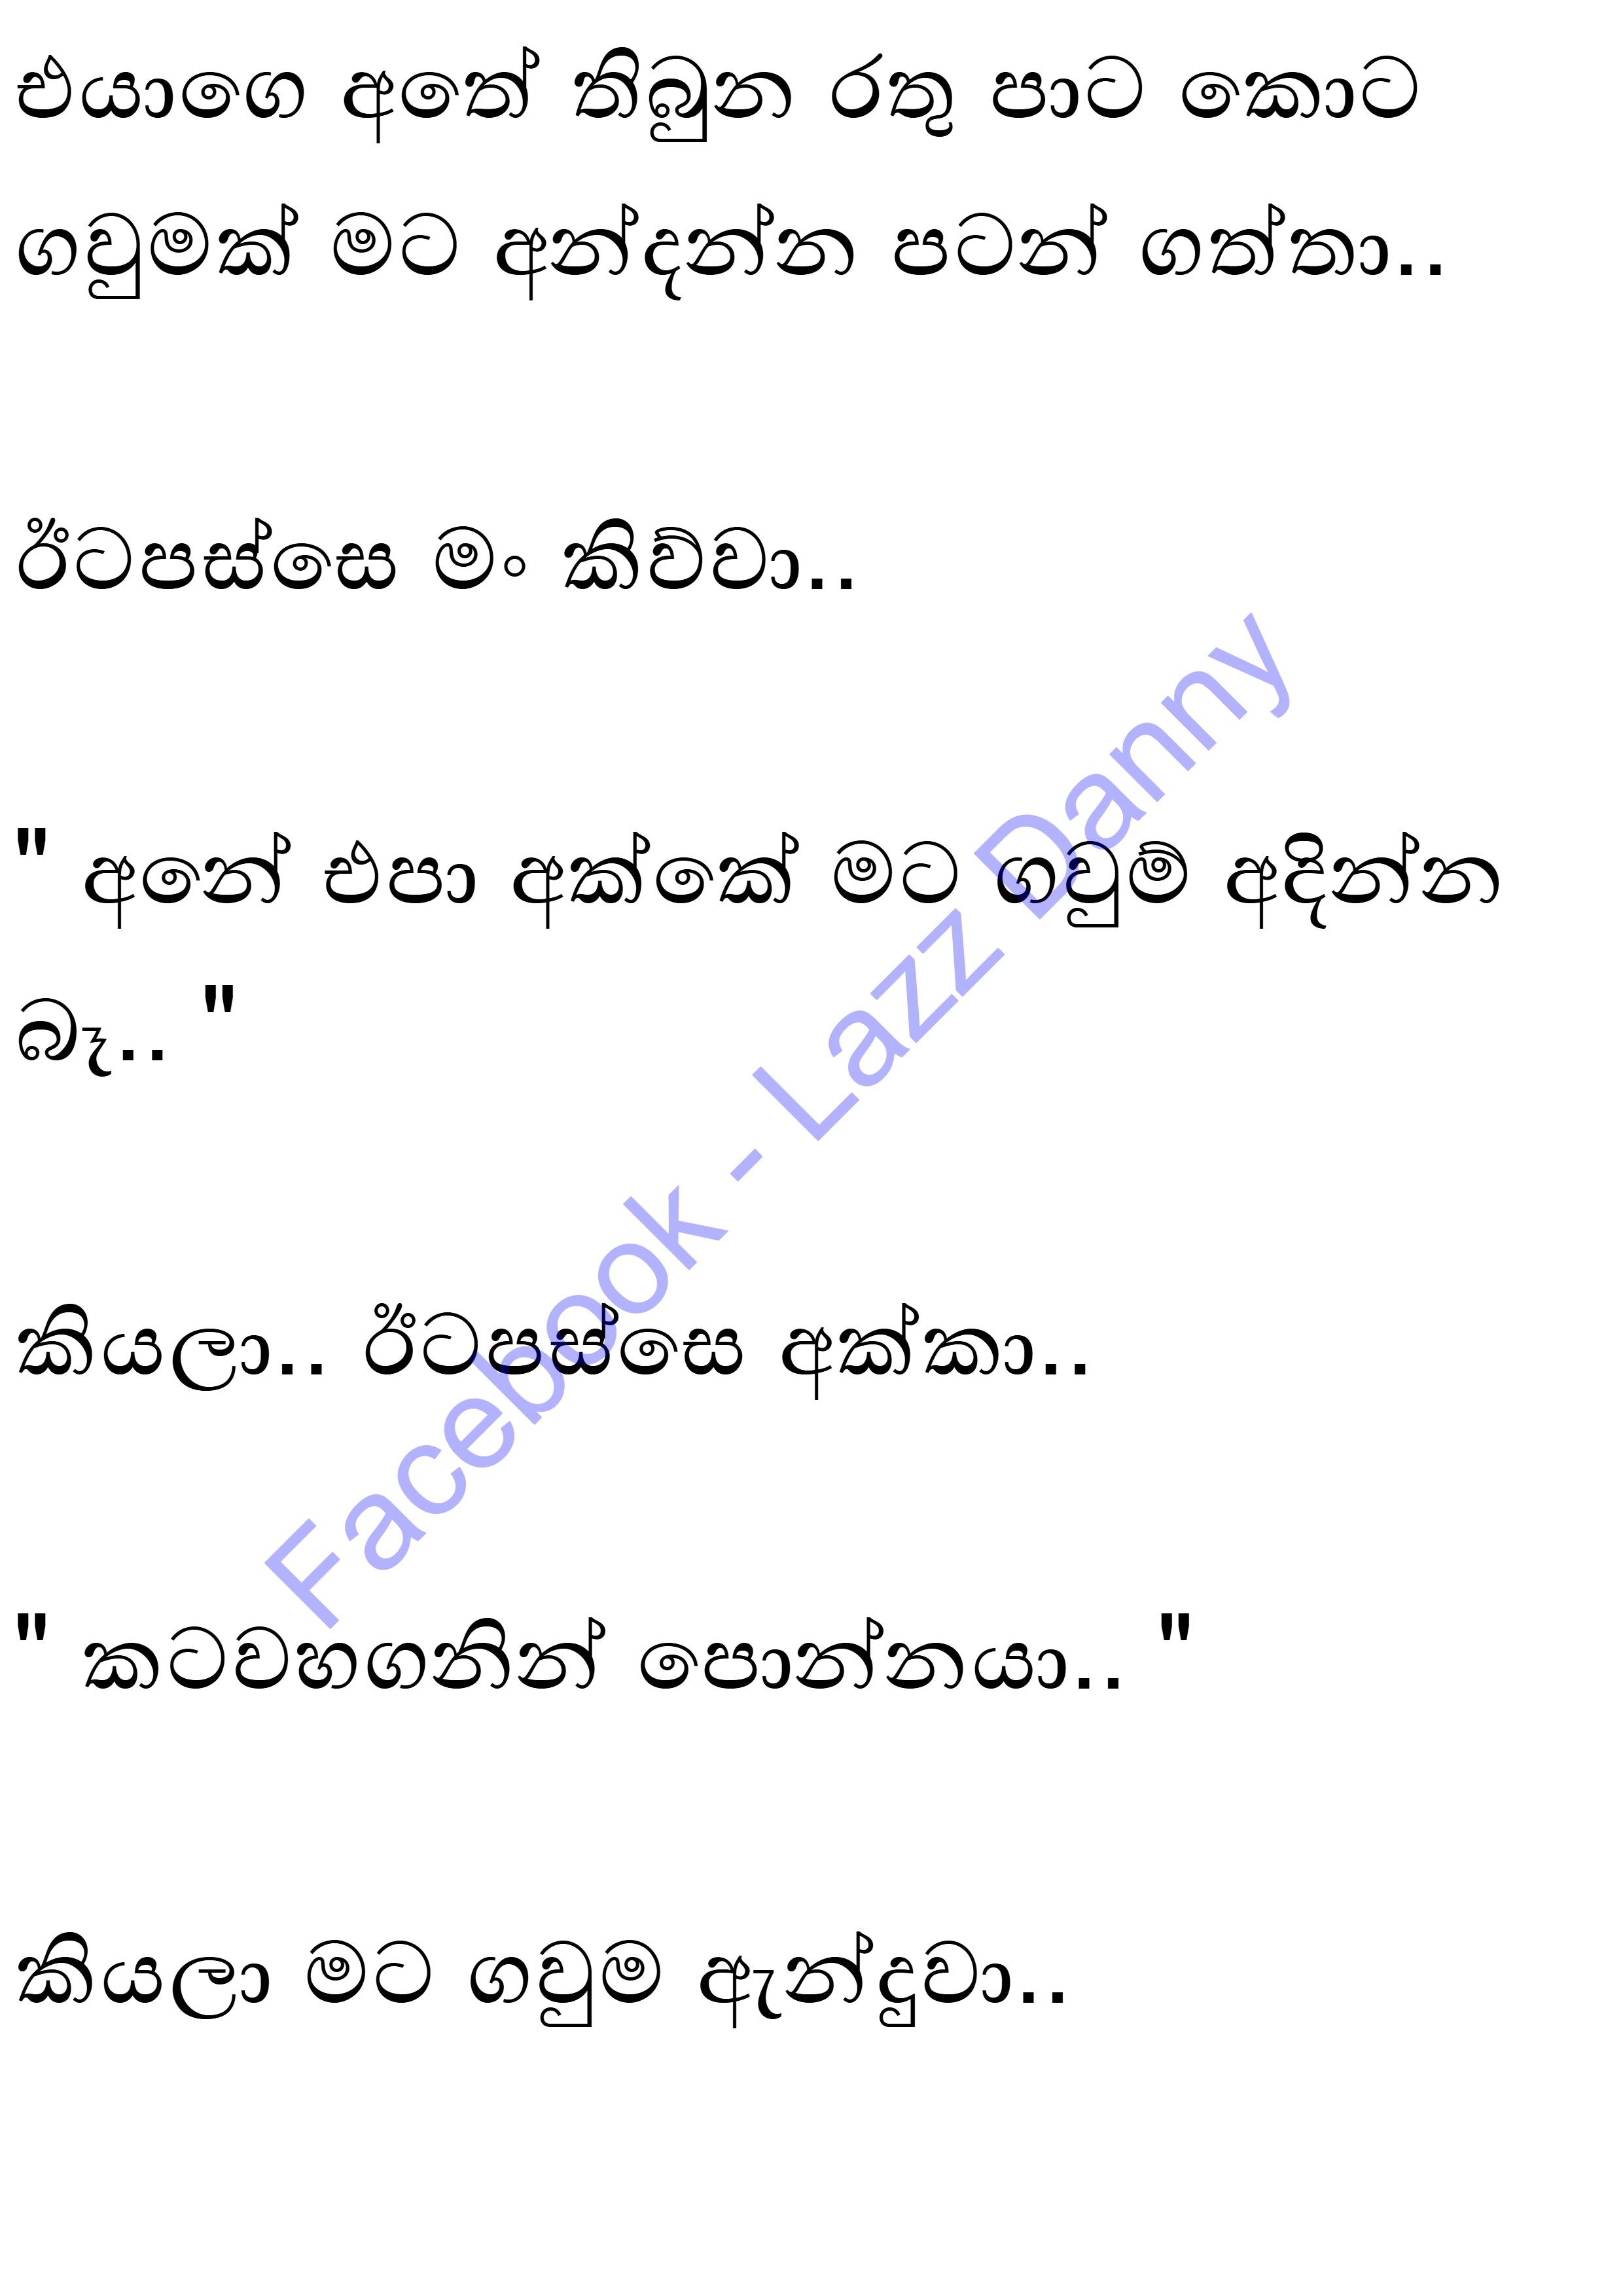 එයාගෙ අතේ තිබුන රතු පාට කොට
ගවුමක් මට අන්දන්න පටන් ගත්තා..
ඊටපස්සෙ මං කිව්වා..
" අනේ එපා අක්කේ මට ගවුම් අදින්න
බෑ.. "
කියලා.. ඊටපස්සෙ අක්කා..
" කටවහගනින් පොන්නයා.. "
කියලා මට ගවුම ඇන්දුවා..
Facebook - Lazz Danny